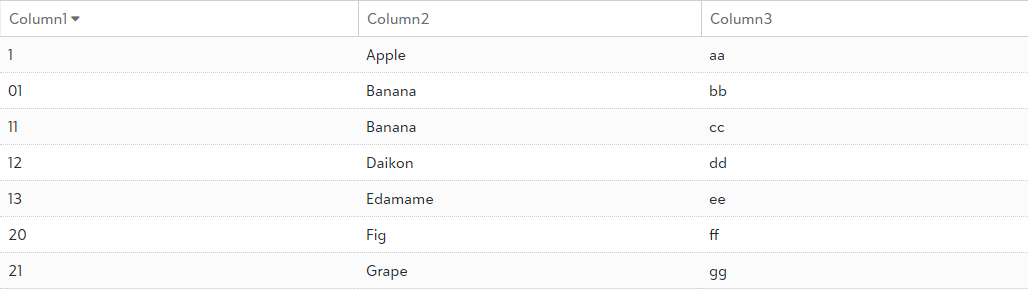 Column1 Column2 Column3
1 Apple aa
01 Banana bb
11 Banana cc
12 Daikon dd
13 Edamame ee
20 Fig ff
21 Grape gg